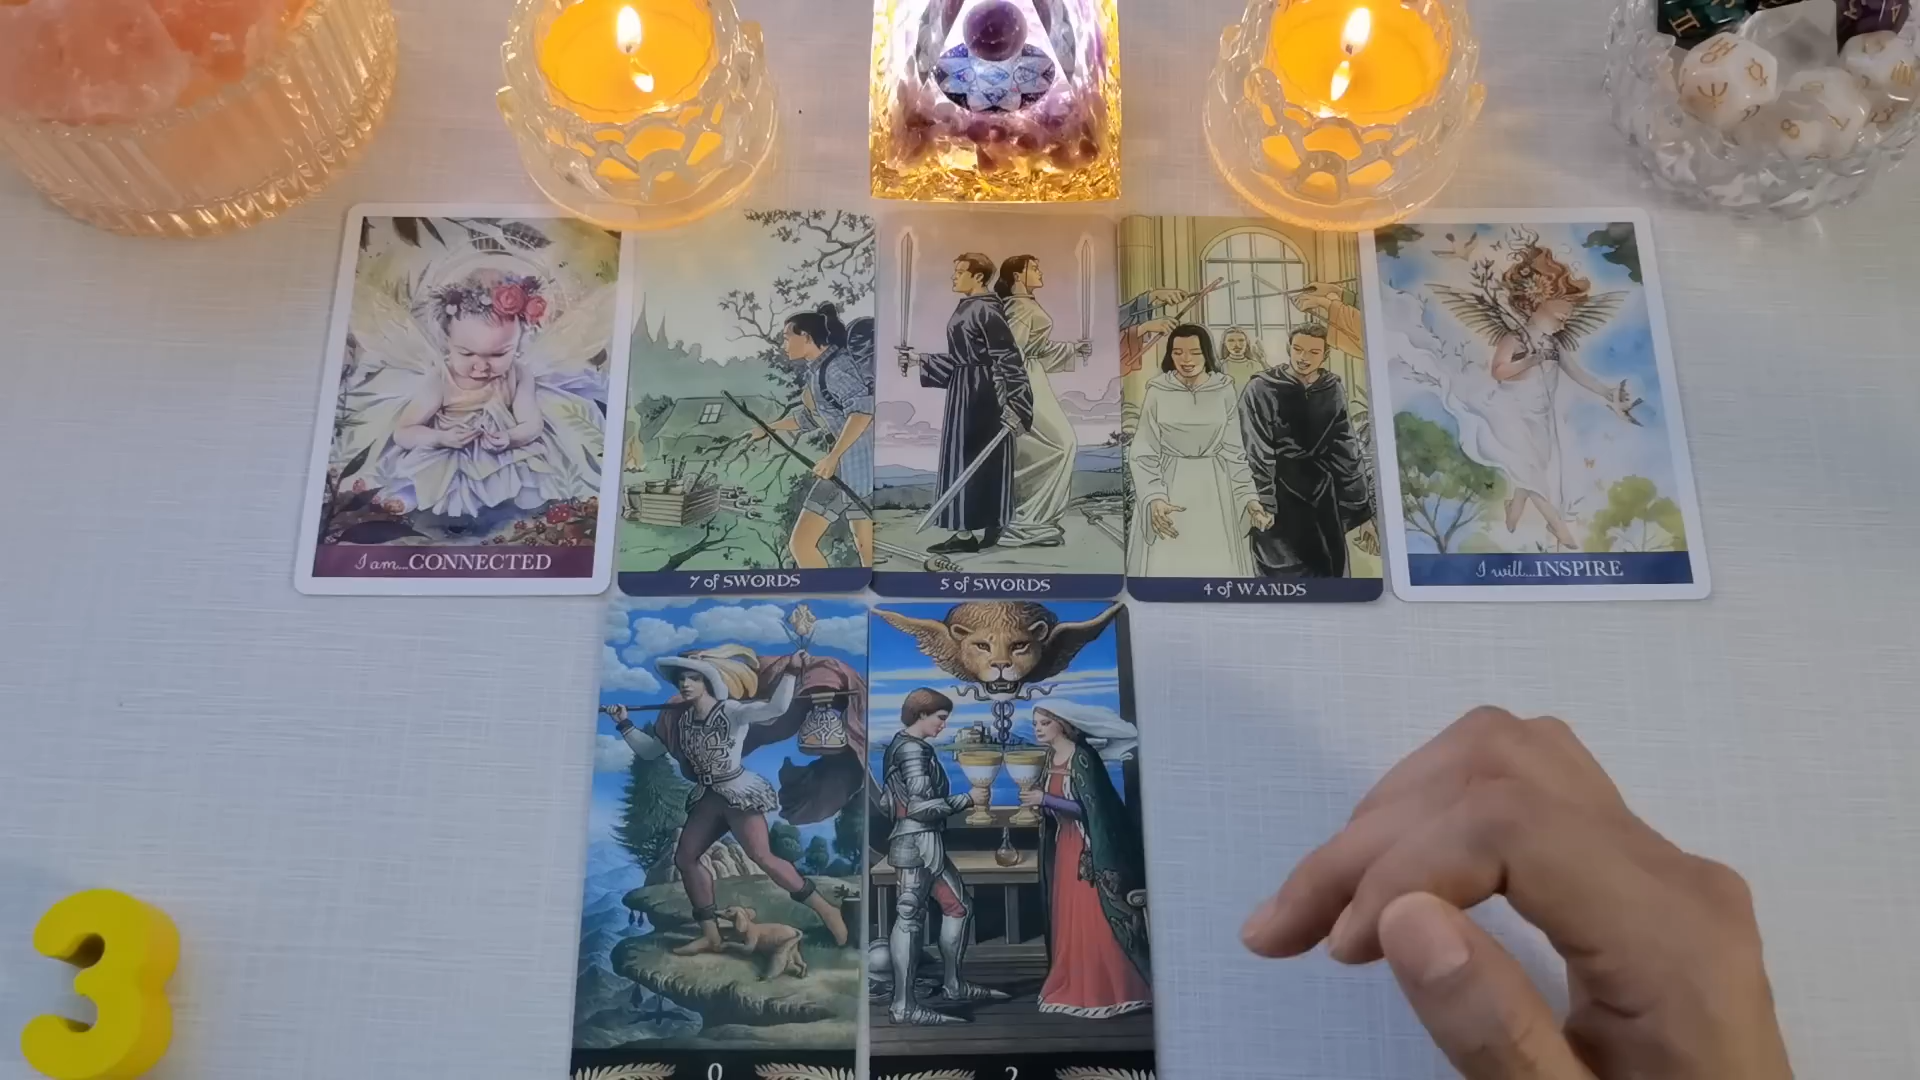 I am...CONNECTED
7 of SWORDS
5 of SWORDS
4 of WANDS
I will...INSPIRE
0
2
3